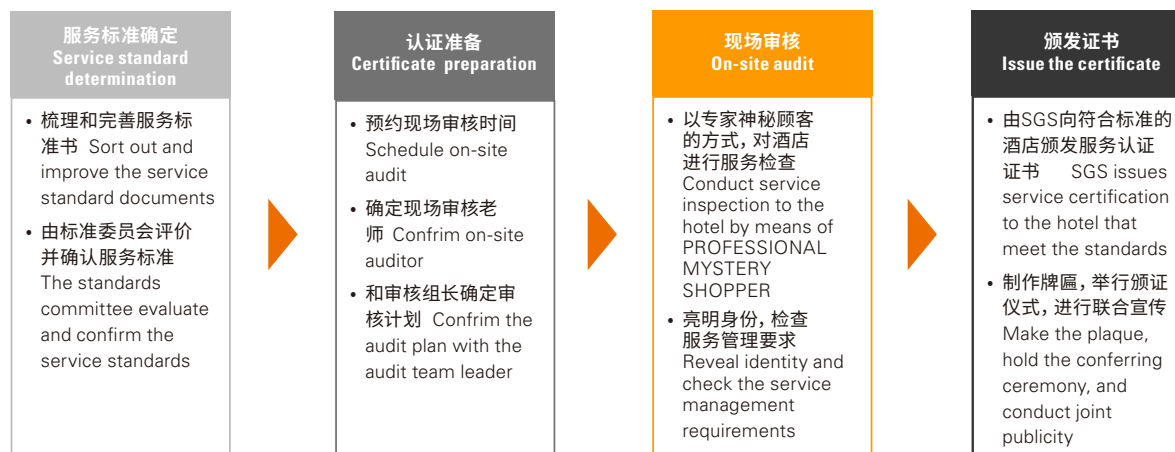 服务标准确定
Service standard
determination
• 梳理和完善服务标
准书 Sort out and
improve the service
standard documents
• 由标准委员会评价
并确认服务标准
The standards
committee evaluate
and confirm the
service standards
认证准备
Certificate preparation
• 预约现场审核时间
Schedule on-site
audit
• 确定现场审核老
师 Confrim on-site
auditor
• 和审核组长确定审
核计划 Confrim the
audit plan with the
audit team leader
现场审核
On-site audit
• 以专家神秘顾客
的方式，对酒店
进行服务检查
Conduct service
inspection to the
hotel by means of
PROFESSIONAL
MYSTERY
SHOPPER
• 亮明身份，检查
服务管理要求
Reveal identity and
check the service
management
requirements
颁发证书
Issue the certificate
• 由SGS向符合标准的
酒店颁发服务认证
证书 SGS issues
service certification
to the hotel that
meet the standards
• 制作牌匾，举行颁证
仪式，进行联合宣传
Make the plaque,
hold the conferring
ceremony, and
conduct joint
publicity